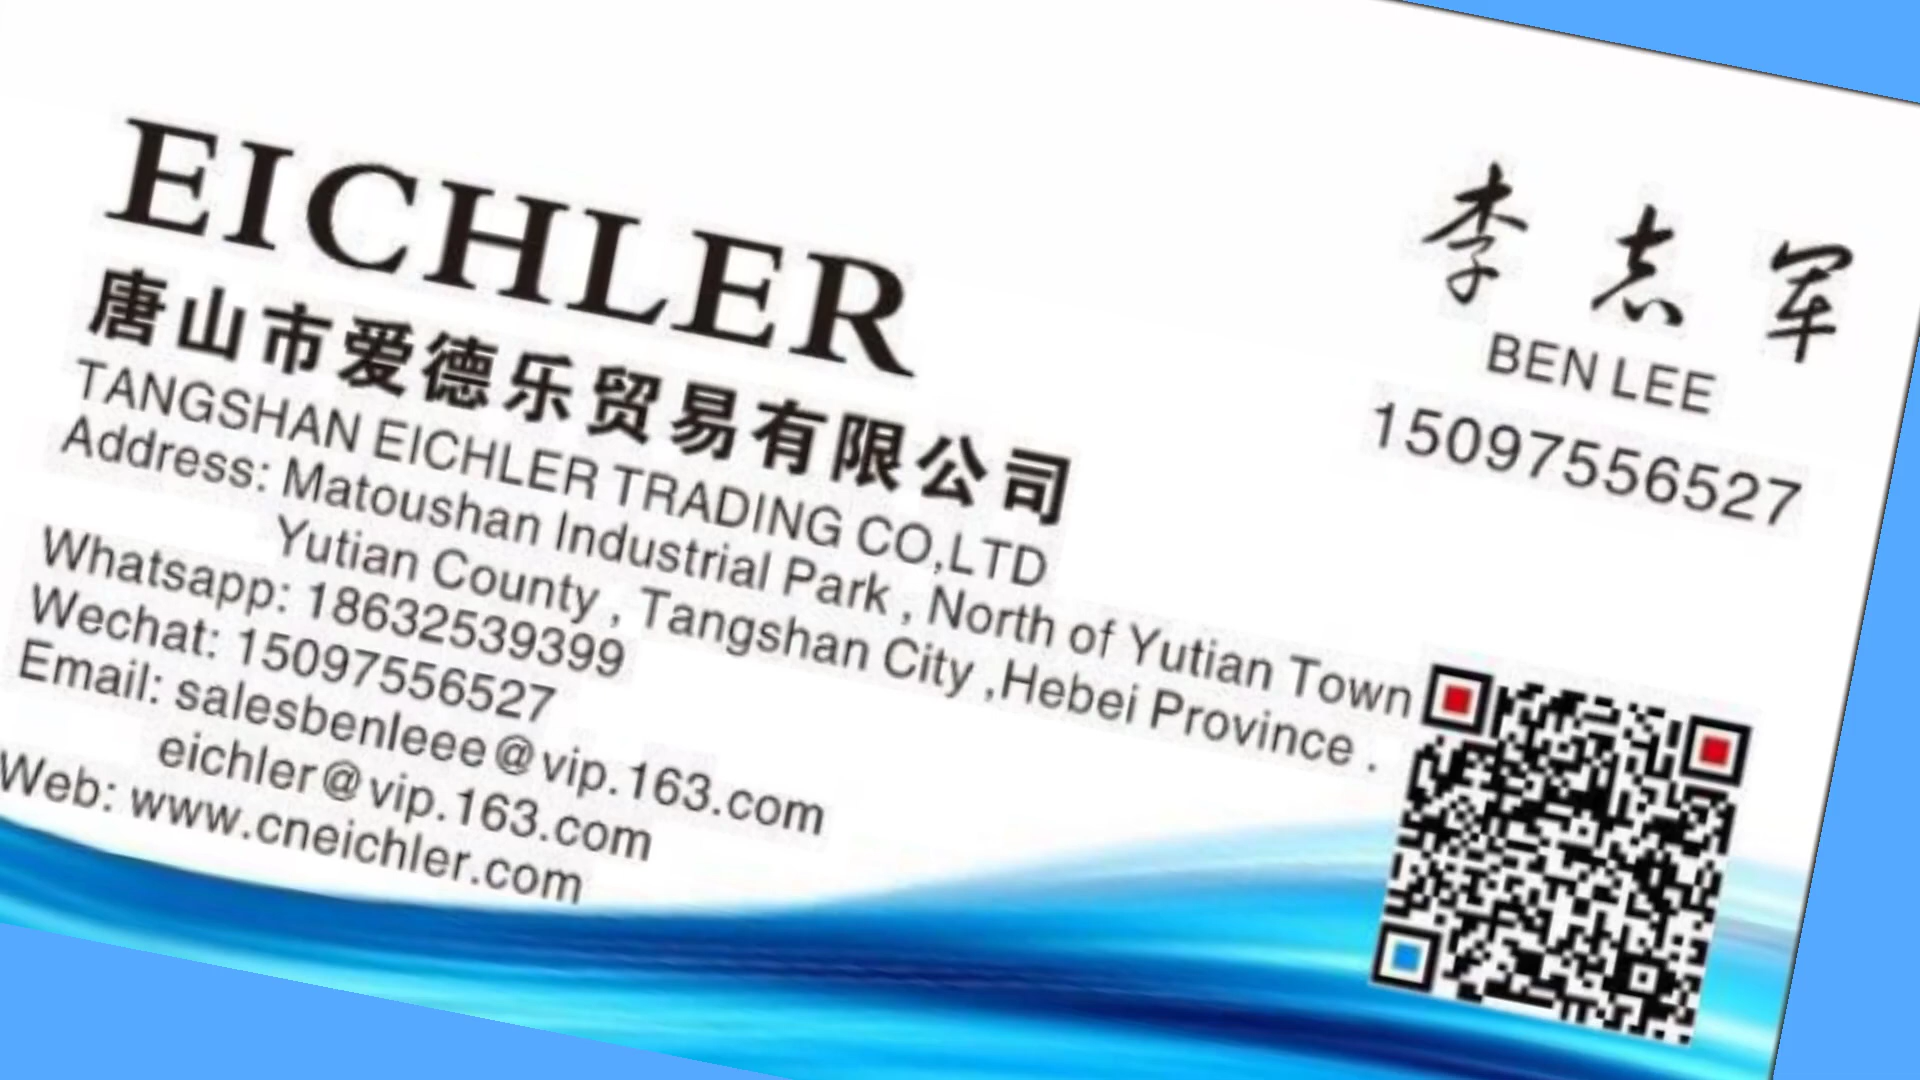 EICHLER
唐山市爱德乐贸易有限公司
TANGSHAN EICHLER TRADING CO,LTD
Address: Matoushan Industrial Park , North of Yutian Town
Yutian County , Tangshan City ,Hebei Province .
Whatsapp: 18632539399
Wechat: 15097556527
Email: salesbenleee@vip.163.com
eichler@vip.163.com
Web: www.cneichler.com
李志军
BEN LEE
15097556527